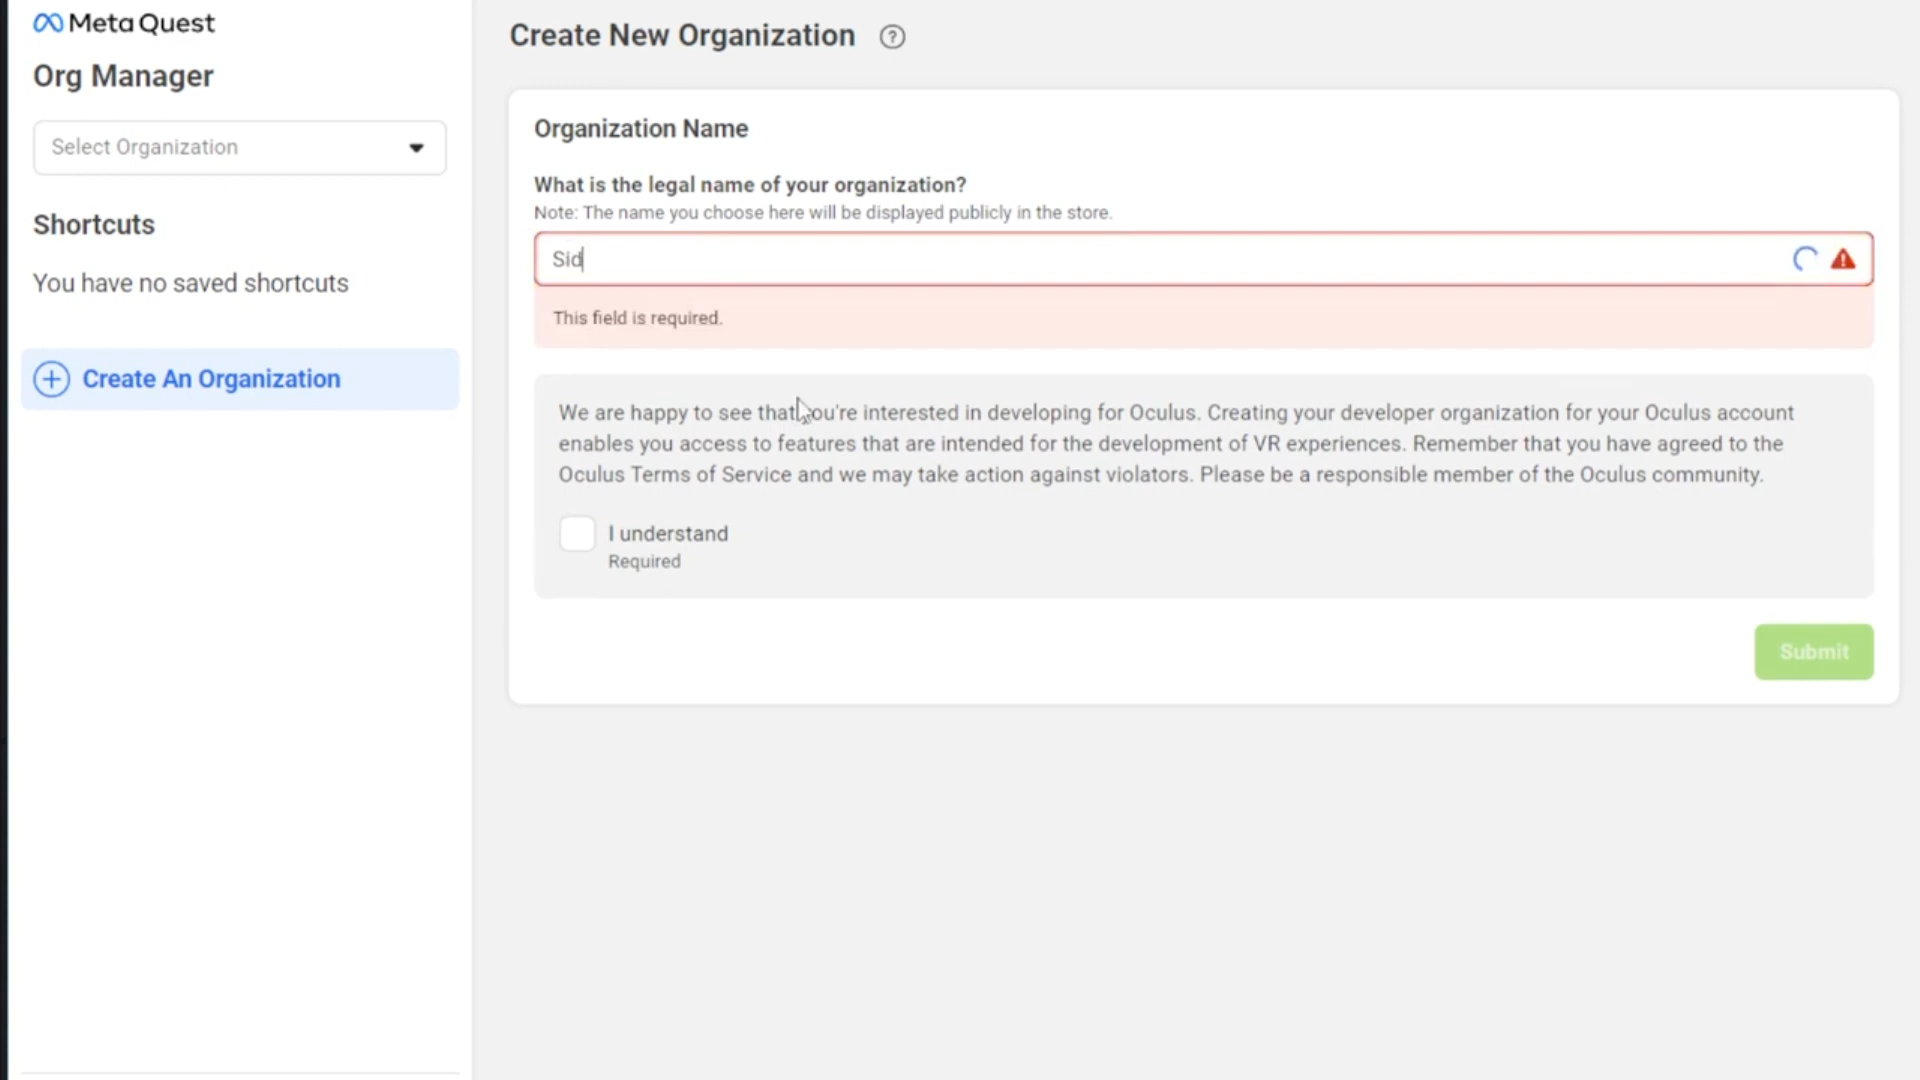 Meta Quest
Org Manager
Select Organization
Shortcuts
You have no saved shortcuts
Create An Organization
Create New Organization
Organization Name
What is the legal name of your organization?
Note: The name you choose here will be displayed publicly in the store.
Sid
This field is required.
We are happy to see that you're interested in developing for Oculus. Creating your developer organization for your Oculus account
enables you access to features that are intended for the development of VR experiences. Remember that you have agreed to the
Oculus Terms of Service and we may take action against violators. Please be a responsible member of the Oculus community.
I understand
Required
Submit